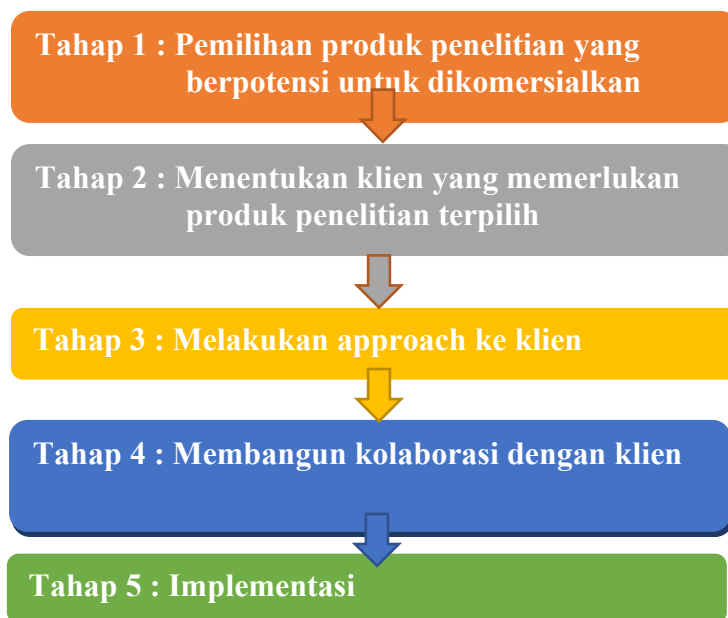 Tahap 1 : Pemilihan produk penelitian yang
berpotensi untuk dikomersialkan
Tahap 2 : Menentukan klien yang memerlukan
produk penelitian terpilih
Tahap 3 : Melakukan approach ke klien
Tahap 4 : Membangun kolaborasi dengan klien
Tahap 5 : Implementasi